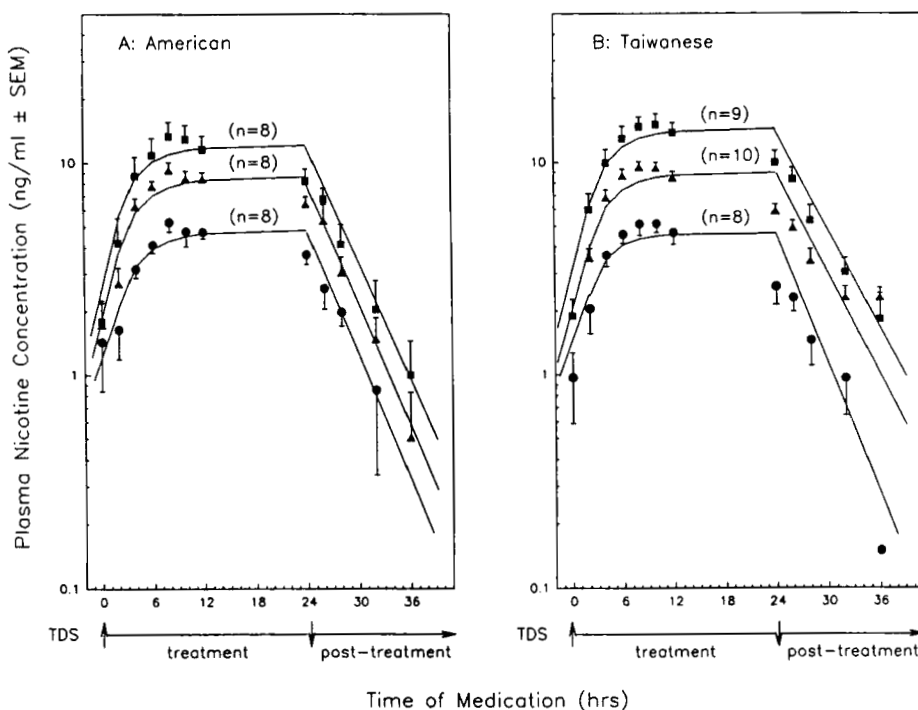 Plasma Nicotine Concentration (ng/ml ± SEM)
A: American
(n=8)
(n=8)
(n=8)
10
1
0.1
0 6 12 18 24 30 36
TDS
treatment
post-treatment
B: Taiwanese
(n=9)
(n=10)
(n=8)
10
1
0.1
0 6 12 18 24 30 36
TDS
treatment
post-treatment
Time of Medication (hrs)